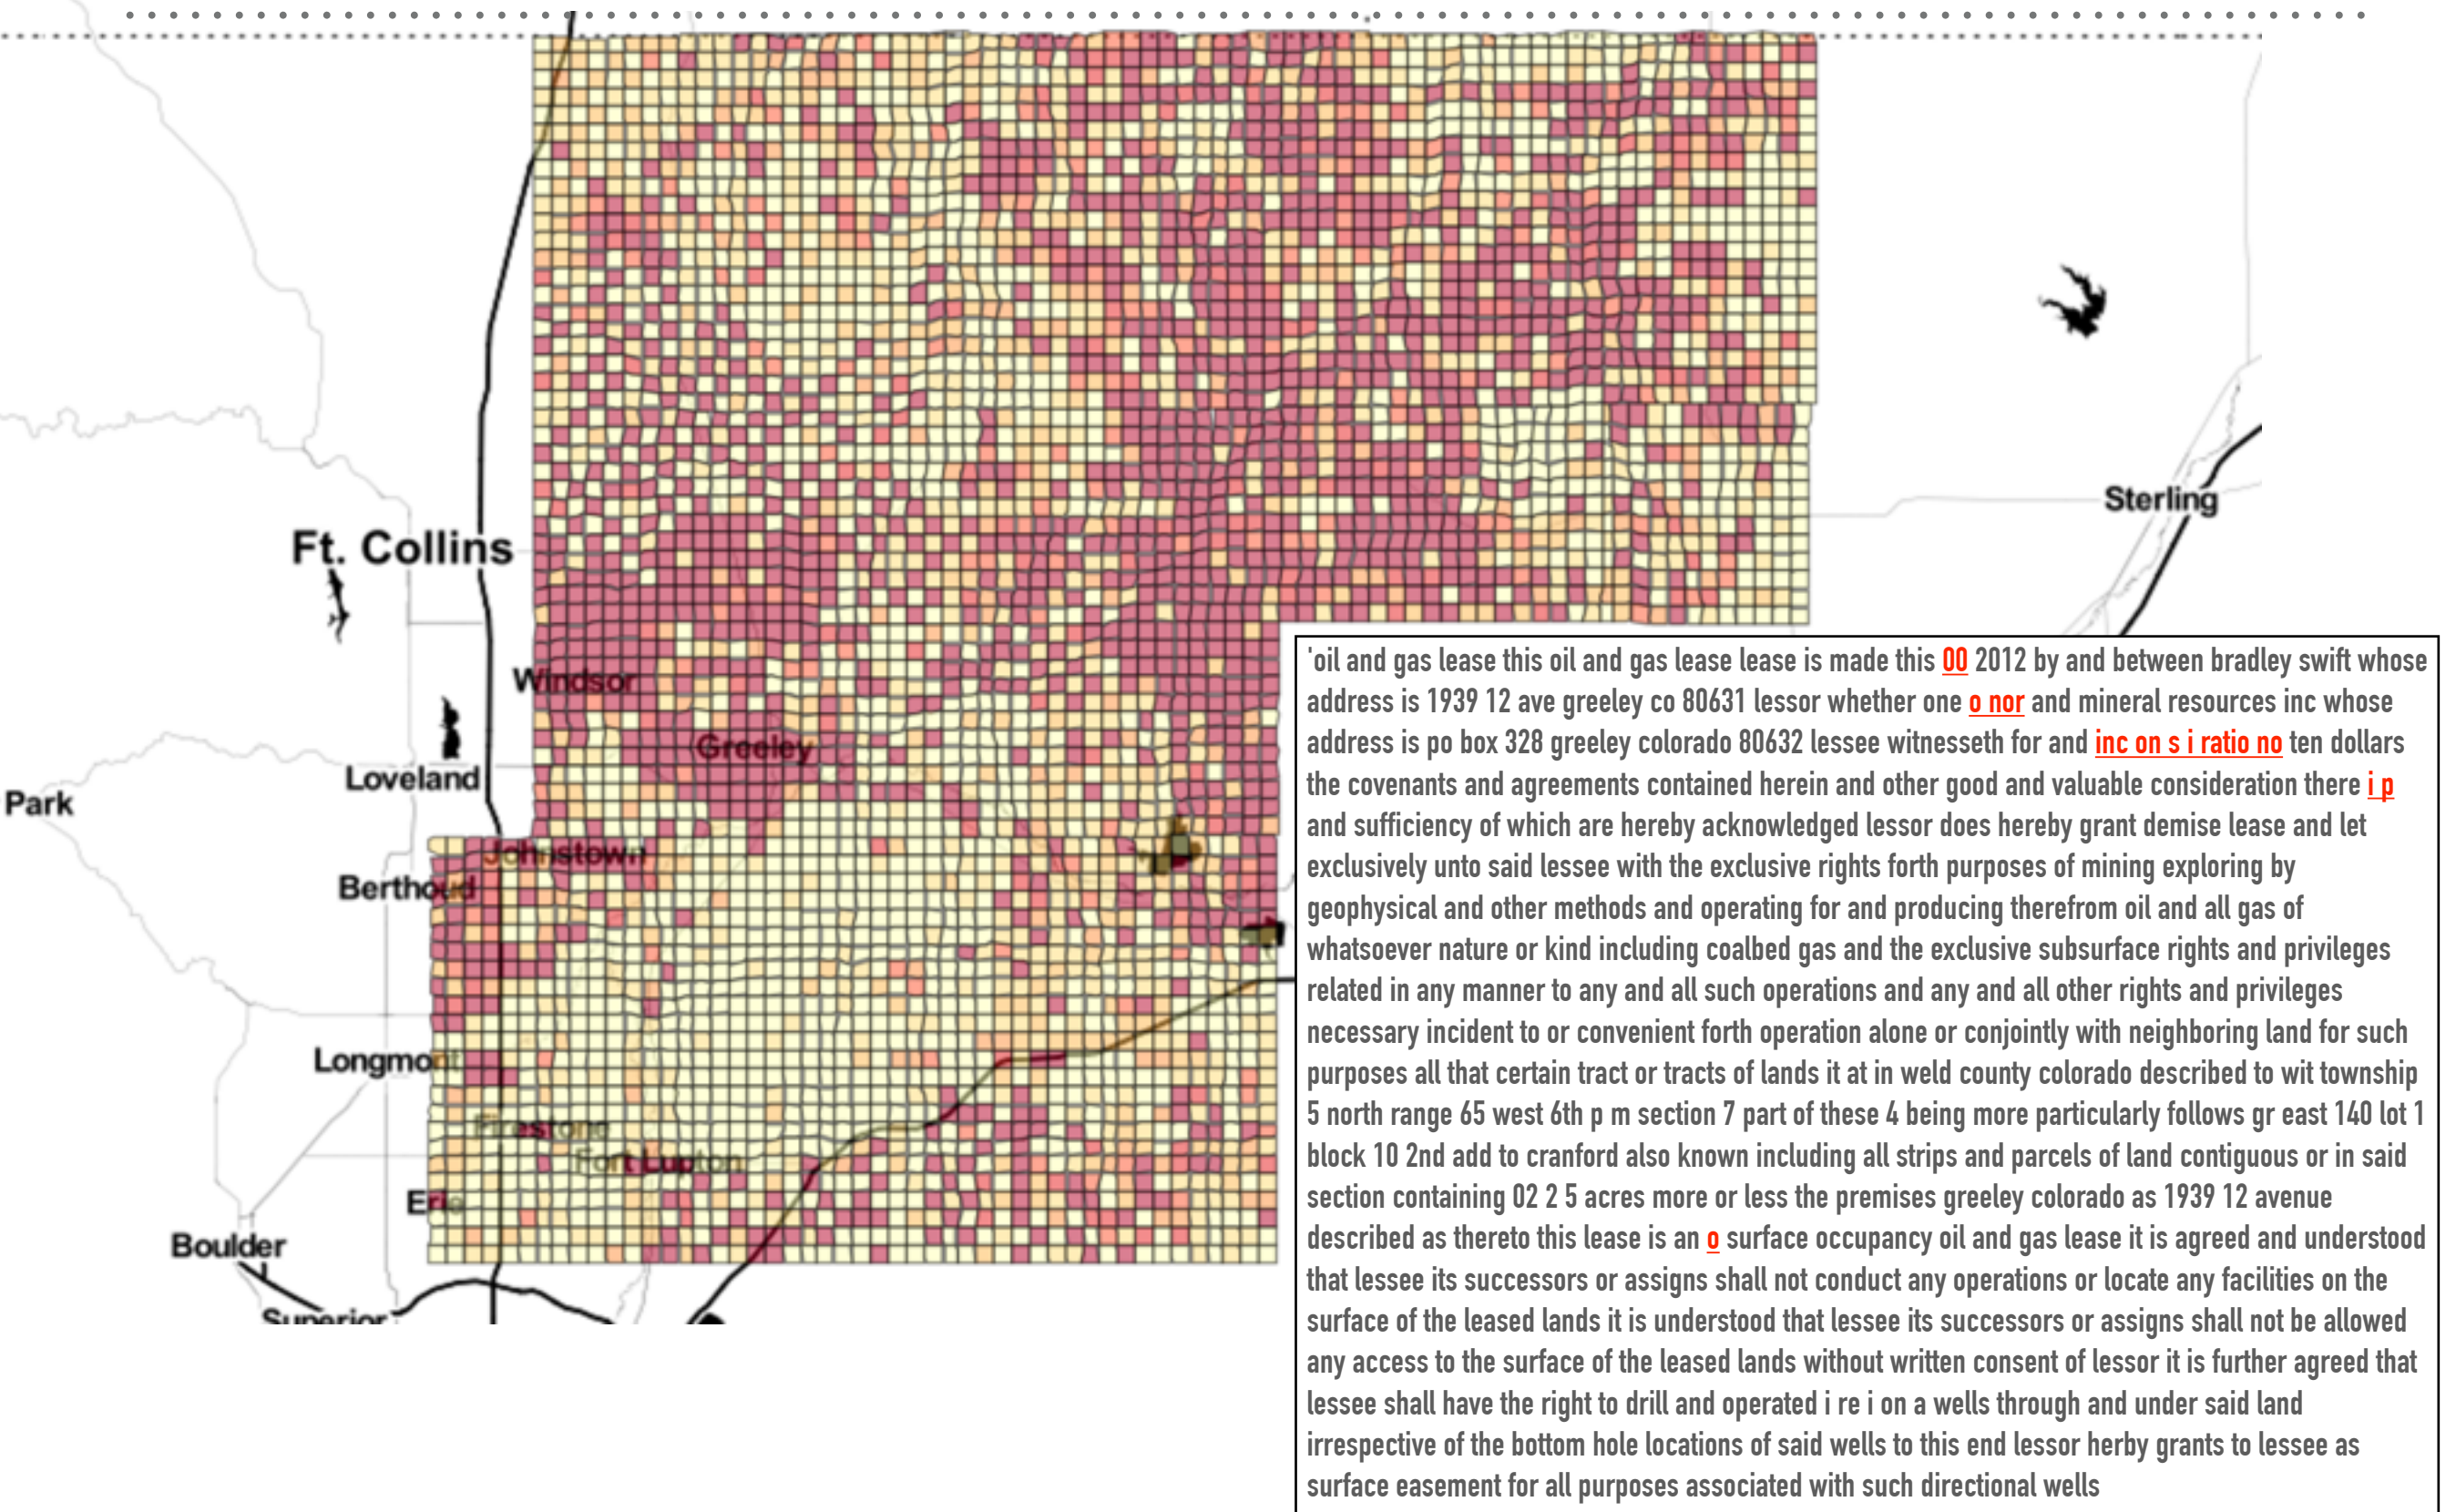 Ft. Collins
Sterling
Windsor
Greeley
Loveland
Park
Johnstown
Berthoud
Longmont
Firestone
Fort Lupton
Erie
Boulder
Superior
'oil and gas lease this oil and gas lease lease is made this 00 2012 by and between bradley swift whose
address is 1939 12 ave greeley co 80631 lessor whether one o nor and mineral resources inc whose
address is po box 328 greeley colorado 80632 lessee witnesseth for and inc on s i ratio no ten dollars
the covenants and agreements contained herein and other good and valuable consideration there i p
and sufficiency of which are hereby acknowledged lessor does hereby grant demise lease and let
exclusively unto said lessee with the exclusive rights forth purposes of mining exploring by
geophysical and other methods and operating for and producing therefrom oil and all gas of
whatsoever nature or kind including coalbed gas and the exclusive subsurface rights and privileges
related in any manner to any and all such operations and any and all other rights and privileges
necessary incident to or convenient forth operation alone or conjointly with neighboring land for such
purposes all that certain tract or tracts of lands it at in weld county colorado described to wit township
5 north range 65 west 6th p m section 7 part of these 4 being more particularly follows gr east 140 lot 1
block 10 2nd add to cranford also known including all strips and parcels of land contiguous or in said
section containing 02 2 5 acres more or less the premises greeley colorado as 1939 12 avenue
described as thereto this lease is an o surface occupancy oil and gas lease it is agreed and understood
that lessee its successors or assigns shall not conduct any operations or locate any facilities on the
surface of the leased lands it is understood that lessee its successors or assigns shall not be allowed
any access to the surface of the leased lands without written consent of lessor it is further agreed that
lessee shall have the right to drill and operated i re i on a wells through and under said land
irrespective of the bottom hole locations of said wells to this end lessor herby grants to lessee as
surface easement for all purposes associated with such directional wells